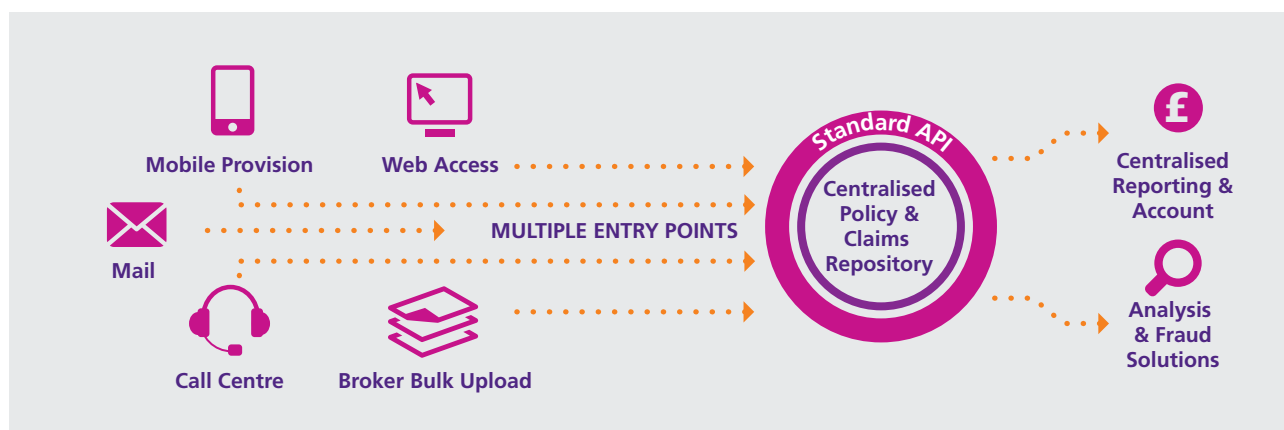 Mobile Provision
Web Access
Mail
MULTIPLE ENTRY POINTS
Call Centre
Broker Bulk Upload
Standard API
Centralised
Policy &
Claims
Repository
£
Centralised
Reporting &
Account
Analysis
& Fraud
Solutions